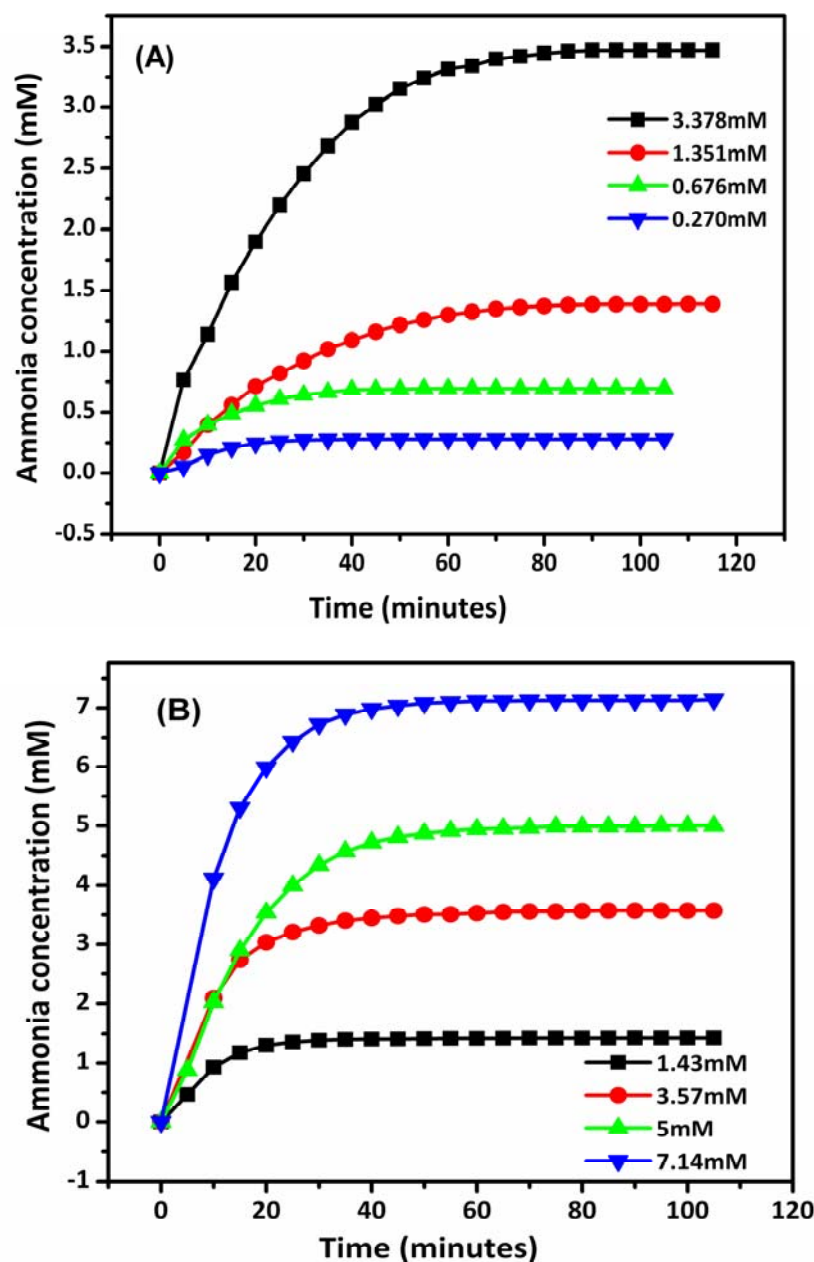 (A)
Ammonia concentration (mM)
3.5
3.0
2.5
2.0
1.5
1.0
0.5
0.0
-0.5
3.378mM
1.351mM
0.676mM
0.270mM
0 20 40 60 80 100 120
Time (minutes)
(B)
Ammonia concentration (mM)
7
6
5
4
3
2
1
0
-1
1.43mM
3.57mM
5mM
7.14mM
0 20 40 60 80 100 120
Time (minutes)